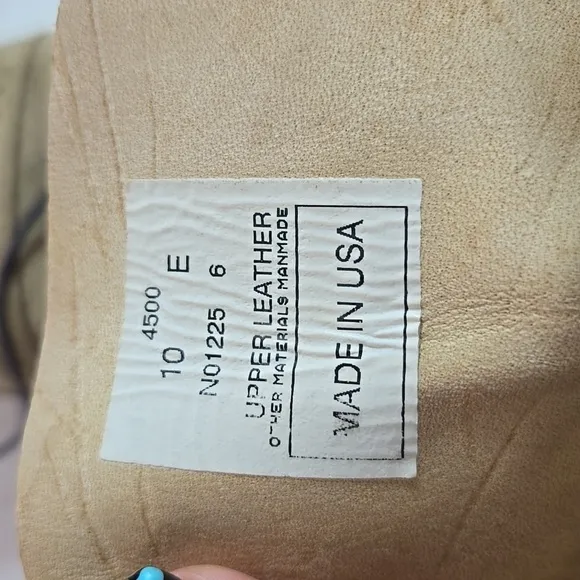 4500
10 E
N01225 6
UPPER LEATHER
OTHER MATERIALS MANMADE
MADE IN USA